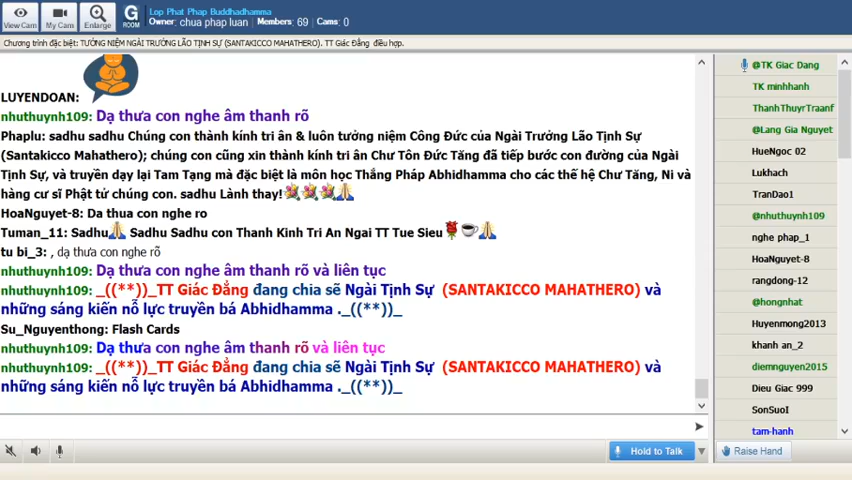 Lop Phat Phap Buddhadhamma
Owner: chua phap luan Members: 69 Cams: 0
View Cam My Cam Enlarge G ROOM
Chương trình đặc biệt: TƯỞNG NIỆM NGÀI TRƯỞNG LÃO TỊNH SỰ (SANTAKICCO MAHATHERO). TT Giác Đẳng điều hợp.
LUYENDOAN:
nhuthuynh109: Dạ thưa con nghe âm thanh rõ
Phaplu: sadhu sadhu Chúng con thành kính tri ân & luôn tưởng niệm Công Đức của Ngài Trưởng Lão Tịnh Sự
(Santakicco Mahathero); chúng con cũng xin thành kính tri ân Chư Tôn Đức Tăng đã tiếp bước con đường của Ngài
Tịnh Sự, và truyền dạy lại Tam Tạng mà đặc biệt là môn học Thắng Pháp Abhidhamma cho các thế hệ Chư Tăng, Ni và
hàng cư sĩ Phật tử chúng con. sadhu Lành thay!
HoaNguyet-8: Da thua con nghe ro
Tuman_11: Sadhu Sadhu Sadhu con Thanh Kinh Tri An Ngai TT Tue Sieu
tu bi_3: , dạ thưa con nghe rõ
nhuthuynh109: Dạ thưa con nghe âm thanh rõ và liên tục
nhuthuynh109: _((**))_TT Giác Đẳng đang chia sẽ Ngài Tịnh Sự (SANTAKICCO MAHATHERO) và
những sáng kiến nỗ lực truyền bá Abhidhamma ._((**))_
Su_Nguyenthong: Flash Cards
nhuthuynh109: Dạ thưa con nghe âm thanh rõ và liên tục
nhuthuynh109: _((**))_TT Giác Đẳng đang chia sẽ Ngài Tịnh Sự (SANTAKICCO MAHATHERO) và
những sáng kiến nỗ lực truyền bá Abhidhamma ._((**))_
Hold to Talk
Raise Hand
@TK Giac Dang
TK minhhanh
ThanhThuyrTraanf
@Lang Gia Nguyet
HueNgoc 02
Lukhach
TranDao1
@nhuthuynh109
nghe phap_1
HoaNguyet-8
rangdong-12
@hongnhat
Huyenmong2013
khanh an_2
diemnguyen2015
Dieu Giac 999
SonSuoI
tam-hanh